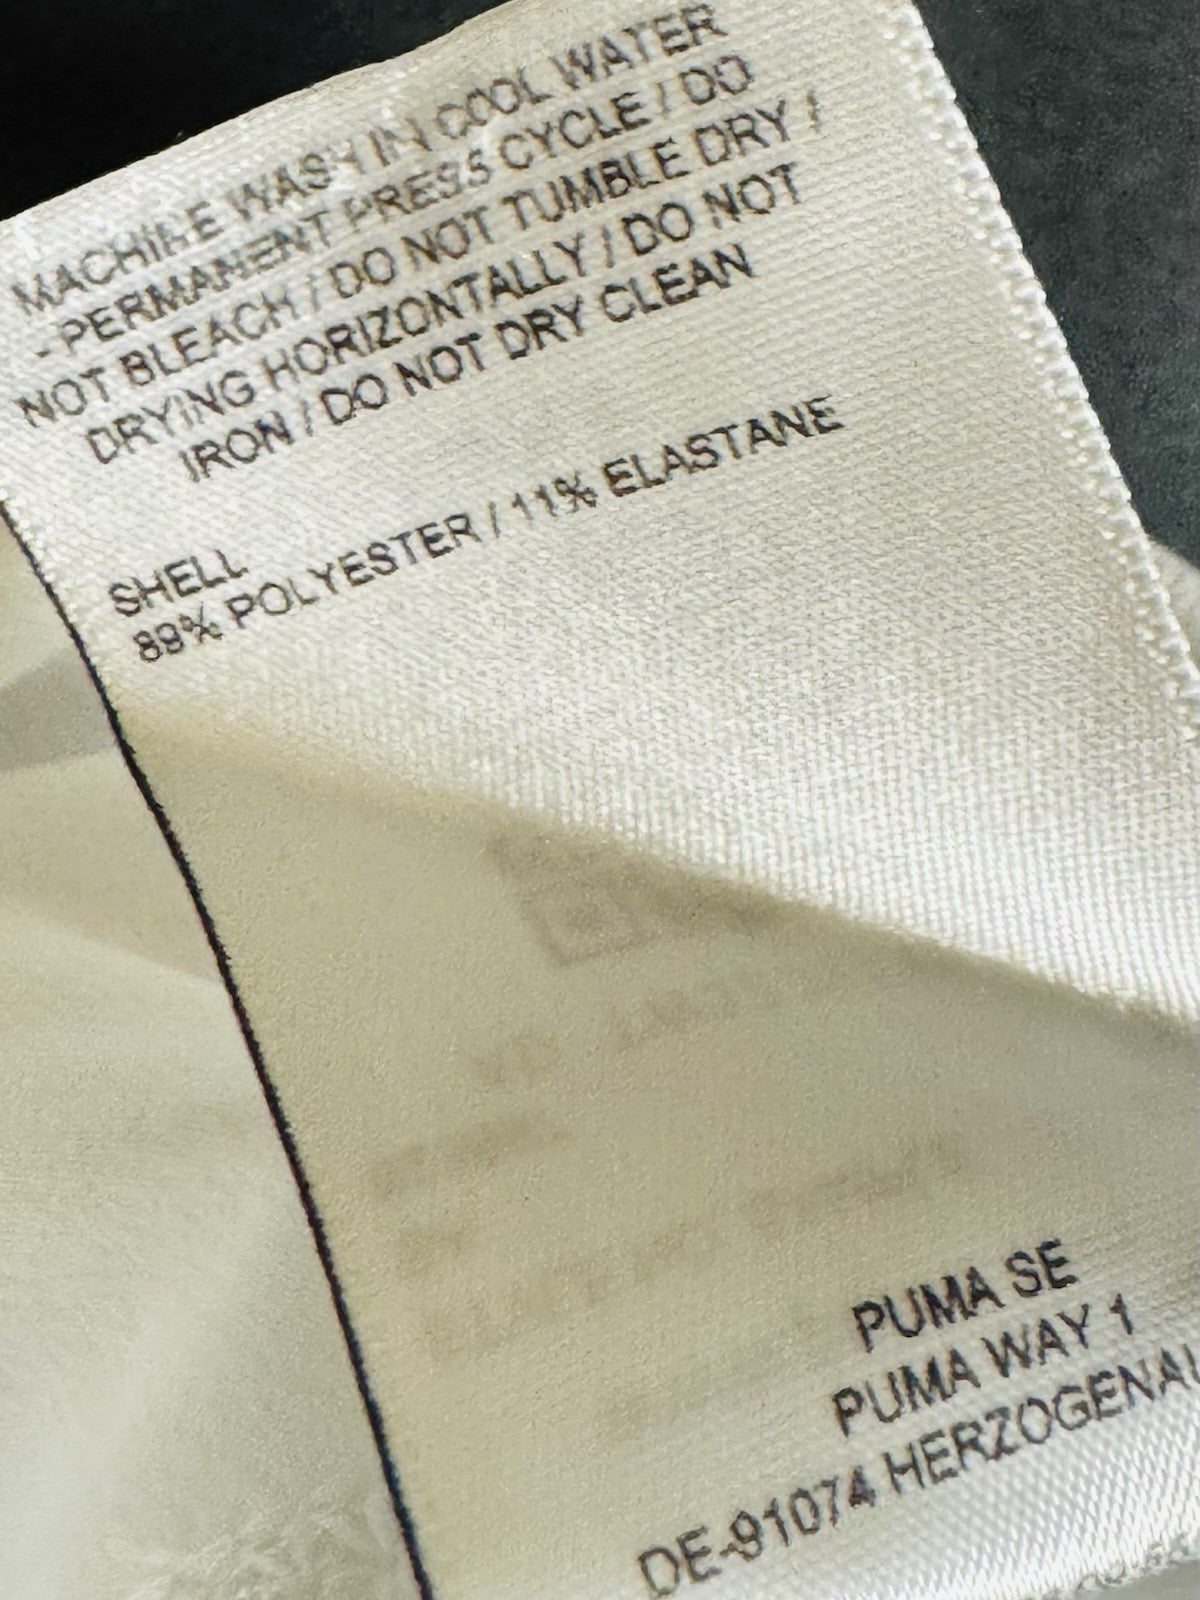 MACHINE WASH IN COOL WATER
- PERMANENT PRESS CYCLE / DO
NOT BLEACH / DO NOT TUMBLE DRY /
DRYING HORIZONTALLY / DO NOT
IRON / DO NOT DRY CLEAN
SHELL
89% POLYESTER / 11% ELASTANE
PUMA SE
PUMA WAY 1
DE-91074 HERZOGENAU